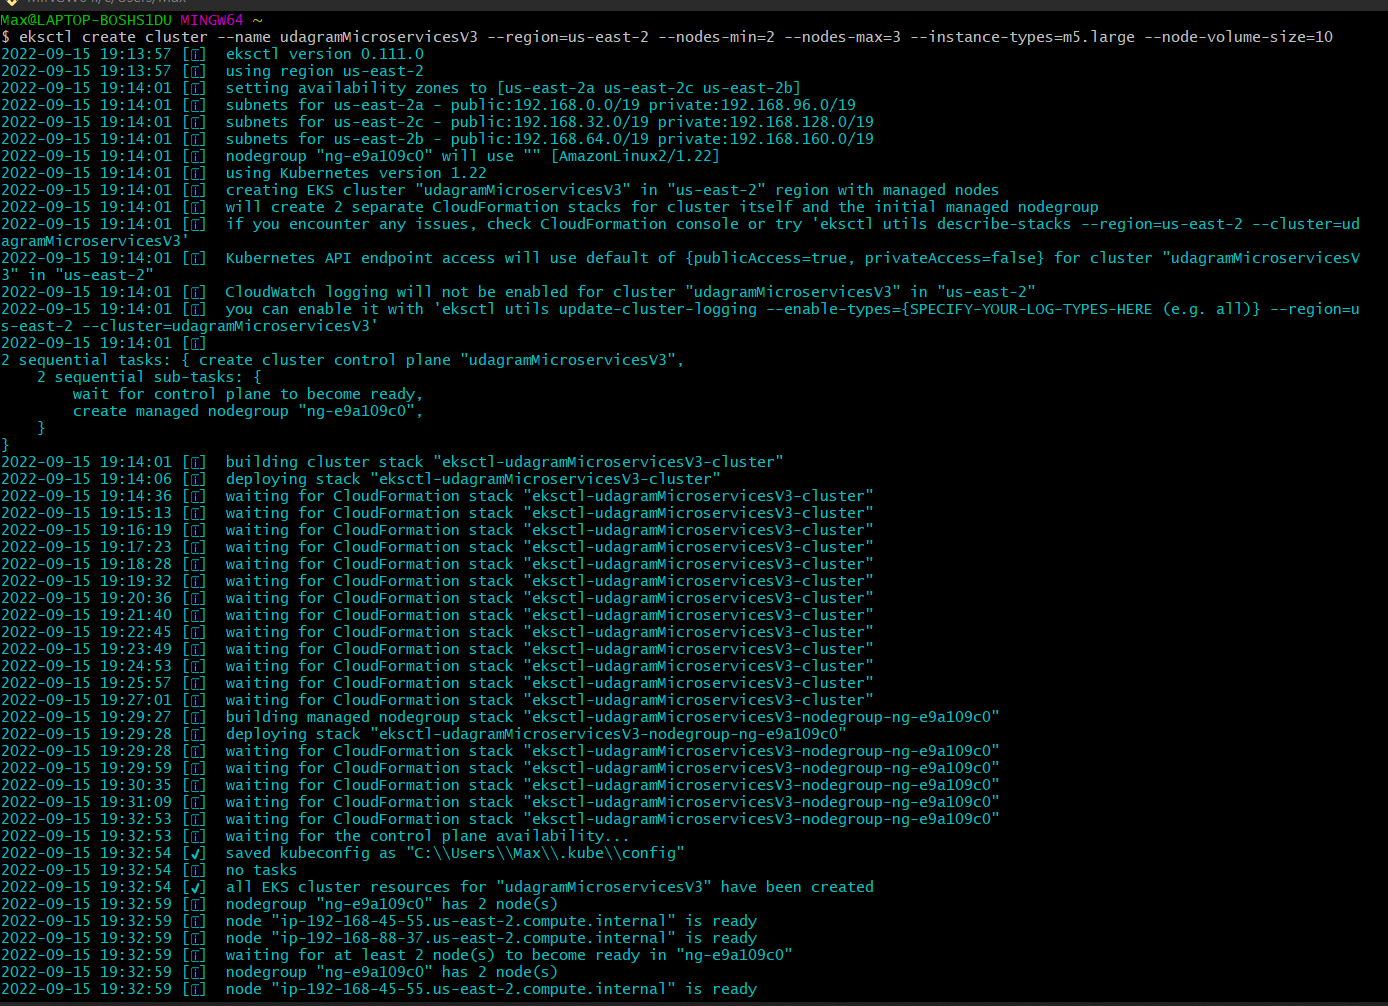 Max@LAPTOP-BOSHS1DU MINGW64 ~
$ eksctl create cluster --name udagramMicroservicesV3 --region=us-east-2 --nodes-min=2 --nodes-max=3 --instance-types=m5.large --node-volume-size=10
2022-09-15 19:13:57 [ℹ]  eksctl version 0.111.0
2022-09-15 19:13:57 [ℹ]  using region us-east-2
2022-09-15 19:14:01 [ℹ]  setting availability zones to [us-east-2a us-east-2c us-east-2b]
2022-09-15 19:14:01 [ℹ]  subnets for us-east-2a - public:192.168.0.0/19 private:192.168.96.0/19
2022-09-15 19:14:01 [ℹ]  subnets for us-east-2c - public:192.168.32.0/19 private:192.168.128.0/19
2022-09-15 19:14:01 [ℹ]  subnets for us-east-2b - public:192.168.64.0/19 private:192.168.160.0/19
2022-09-15 19:14:01 [ℹ]  nodegroup "ng-e9a109c0" will use "" [AmazonLinux2/1.22]
2022-09-15 19:14:01 [ℹ]  using Kubernetes version 1.22
2022-09-15 19:14:01 [ℹ]  creating EKS cluster "udagramMicroservicesV3" in "us-east-2" region with managed nodes
2022-09-15 19:14:01 [ℹ]  will create 2 separate CloudFormation stacks for cluster itself and the initial managed nodegroup
2022-09-15 19:14:01 [ℹ]  if you encounter any issues, check CloudFormation console or try 'eksctl utils describe-stacks --region=us-east-2 --cluster=ud
agramMicroservicesV3'
2022-09-15 19:14:01 [ℹ]  Kubernetes API endpoint access will use default of {publicAccess=true, privateAccess=false} for cluster "udagramMicroservicesV
3" in "us-east-2"
2022-09-15 19:14:01 [ℹ]  CloudWatch logging will not be enabled for cluster "udagramMicroservicesV3" in "us-east-2"
2022-09-15 19:14:01 [ℹ]  you can enable it with 'eksctl utils update-cluster-logging --enable-types={SPECIFY-YOUR-LOG-TYPES-HERE (e.g. all)} --region=u
s-east-2 --cluster=udagramMicroservicesV3'
2022-09-15 19:14:01 [ℹ]
2 sequential tasks: { create cluster control plane "udagramMicroservicesV3",
    2 sequential sub-tasks: {
        wait for control plane to become ready,
        create managed nodegroup "ng-e9a109c0",
    }
}
2022-09-15 19:14:01 [ℹ]  building cluster stack "eksctl-udagramMicroservicesV3-cluster"
2022-09-15 19:14:06 [ℹ]  deploying stack "eksctl-udagramMicroservicesV3-cluster"
2022-09-15 19:14:36 [ℹ]  waiting for CloudFormation stack "eksctl-udagramMicroservicesV3-cluster"
2022-09-15 19:15:13 [ℹ]  waiting for CloudFormation stack "eksctl-udagramMicroservicesV3-cluster"
2022-09-15 19:16:19 [ℹ]  waiting for CloudFormation stack "eksctl-udagramMicroservicesV3-cluster"
2022-09-15 19:17:23 [ℹ]  waiting for CloudFormation stack "eksctl-udagramMicroservicesV3-cluster"
2022-09-15 19:18:28 [ℹ]  waiting for CloudFormation stack "eksctl-udagramMicroservicesV3-cluster"
2022-09-15 19:19:32 [ℹ]  waiting for CloudFormation stack "eksctl-udagramMicroservicesV3-cluster"
2022-09-15 19:20:36 [ℹ]  waiting for CloudFormation stack "eksctl-udagramMicroservicesV3-cluster"
2022-09-15 19:21:40 [ℹ]  waiting for CloudFormation stack "eksctl-udagramMicroservicesV3-cluster"
2022-09-15 19:22:45 [ℹ]  waiting for CloudFormation stack "eksctl-udagramMicroservicesV3-cluster"
2022-09-15 19:23:49 [ℹ]  waiting for CloudFormation stack "eksctl-udagramMicroservicesV3-cluster"
2022-09-15 19:24:53 [ℹ]  waiting for CloudFormation stack "eksctl-udagramMicroservicesV3-cluster"
2022-09-15 19:25:57 [ℹ]  waiting for CloudFormation stack "eksctl-udagramMicroservicesV3-cluster"
2022-09-15 19:27:01 [ℹ]  waiting for CloudFormation stack "eksctl-udagramMicroservicesV3-cluster"
2022-09-15 19:29:27 [ℹ]  building managed nodegroup stack "eksctl-udagramMicroservicesV3-nodegroup-ng-e9a109c0"
2022-09-15 19:29:28 [ℹ]  deploying stack "eksctl-udagramMicroservicesV3-nodegroup-ng-e9a109c0"
2022-09-15 19:29:28 [ℹ]  waiting for CloudFormation stack "eksctl-udagramMicroservicesV3-nodegroup-ng-e9a109c0"
2022-09-15 19:29:59 [ℹ]  waiting for CloudFormation stack "eksctl-udagramMicroservicesV3-nodegroup-ng-e9a109c0"
2022-09-15 19:30:35 [ℹ]  waiting for CloudFormation stack "eksctl-udagramMicroservicesV3-nodegroup-ng-e9a109c0"
2022-09-15 19:31:09 [ℹ]  waiting for CloudFormation stack "eksctl-udagramMicroservicesV3-nodegroup-ng-e9a109c0"
2022-09-15 19:32:53 [ℹ]  waiting for CloudFormation stack "eksctl-udagramMicroservicesV3-nodegroup-ng-e9a109c0"
2022-09-15 19:32:53 [ℹ]  waiting for the control plane availability...
2022-09-15 19:32:54 [✔]  saved kubeconfig as "C:\\Users\\Max\\.kube\\config"
2022-09-15 19:32:54 [ℹ]  no tasks
2022-09-15 19:32:54 [✔]  all EKS cluster resources for "udagramMicroservicesV3" have been created
2022-09-15 19:32:59 [ℹ]  nodegroup "ng-e9a109c0" has 2 node(s)
2022-09-15 19:32:59 [ℹ]  node "ip-192-168-45-55.us-east-2.compute.internal" is ready
2022-09-15 19:32:59 [ℹ]  node "ip-192-168-88-37.us-east-2.compute.internal" is ready
2022-09-15 19:32:59 [ℹ]  waiting for at least 2 node(s) to become ready in "ng-e9a109c0"
2022-09-15 19:32:59 [ℹ]  nodegroup "ng-e9a109c0" has 2 node(s)
2022-09-15 19:32:59 [ℹ]  node "ip-192-168-45-55.us-east-2.compute.internal" is ready